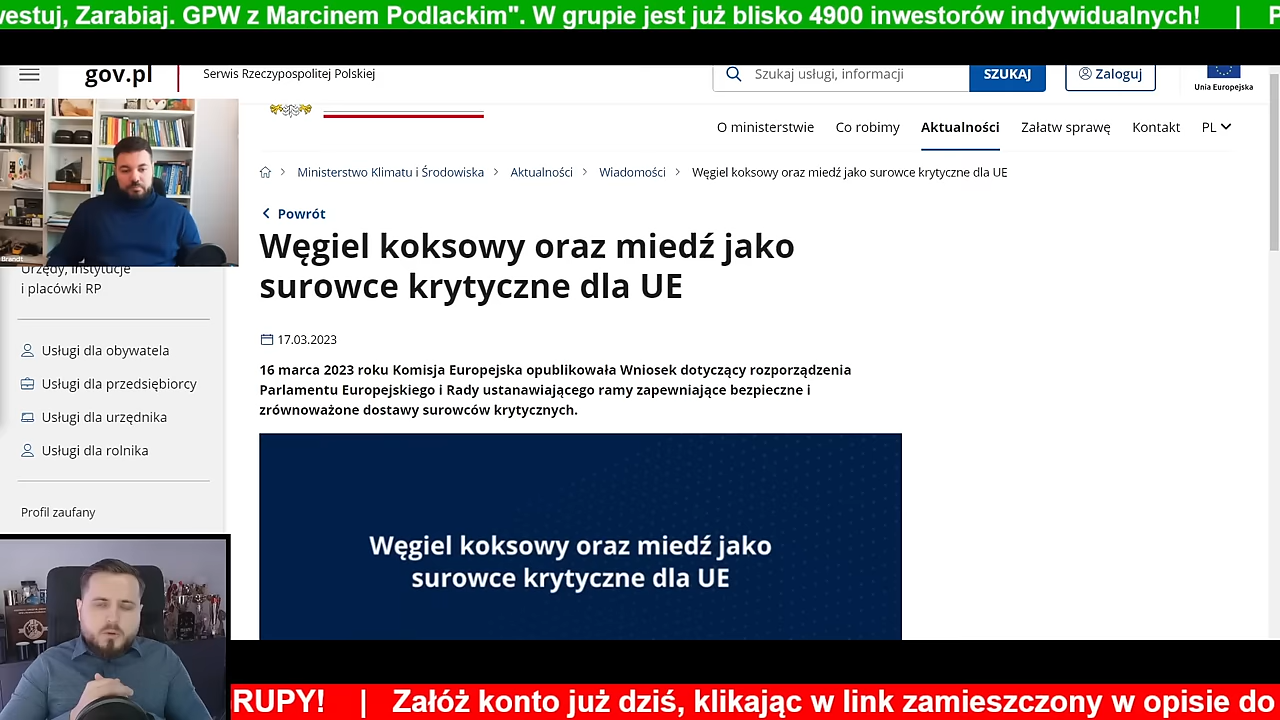 westuj, Zarabiaj. GPW z Marcinem Podlackim". W grupie jest już blisko 4900 inwestorów indywidualnych! | P
gov.pl
Serwis Rzeczypospolitej Polskiej
Szukaj usługi, informacji
SZUKAJ
Zaloguj
Unia Europejska
O ministerstwie
Co robimy
Aktualności
Załatw sprawę
Kontakt
PL
Ministerstwo Klimatu i Środowiska
Aktualności
Wiadomości
Węgiel koksowy oraz miedź jako surowce krytyczne dla UE
Powrót
Węgiel koksowy oraz miedź jako
surowce krytyczne dla UE
17.03.2023
16 marca 2023 roku Komisja Europejska opublikowała Wniosek dotyczący rozporządzenia
Parlamentu Europejskiego i Rady ustanawiającego ramy zapewniające bezpieczne i
zrównoważone dostawy surowców krytycznych.
Węgiel koksowy oraz miedź jako
surowce krytyczne dla UE
Brandt
Urzędy, instytucje
i placówki RP
Usługi dla obywatela
Usługi dla przedsiębiorcy
Usługi dla urzędnika
Usługi dla rolnika
Profil zaufany
RUPY! | Załóż konto już dziś, klikając w link zamieszczony w opisie do